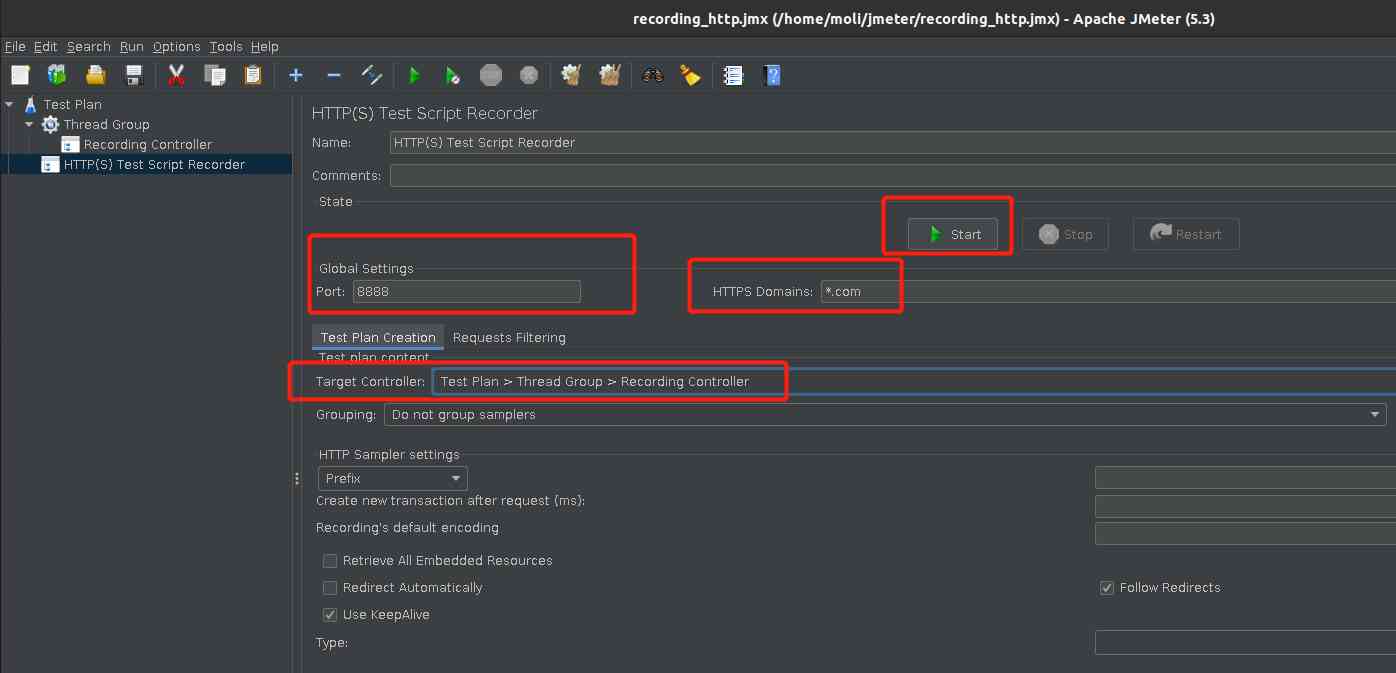 recording_http.jmx (/home/moli/jmeter/recording_http.jmx) - Apache JMeter (5.3)
File Edit Search Run Options Tools Help
Test Plan
Thread Group
Recording Controller
HTTP(S) Test Script Recorder
HTTP(S) Test Script Recorder
Name: HTTP(S) Test Script Recorder
Comments:
State
Start Stop Restart
Global Settings
Port: 8888 HTTPS Domains: *.com
Test Plan Creation Requests Filtering
Test plan content
Target Controller: Test Plan > Thread Group > Recording Controller
Grouping: Do not group samplers
HTTP Sampler settings
Prefix
Create new transaction after request (ms):
Recording's default encoding
Retrieve All Embedded Resources
Redirect Automatically Follow Redirects
Use KeepAlive
Type: